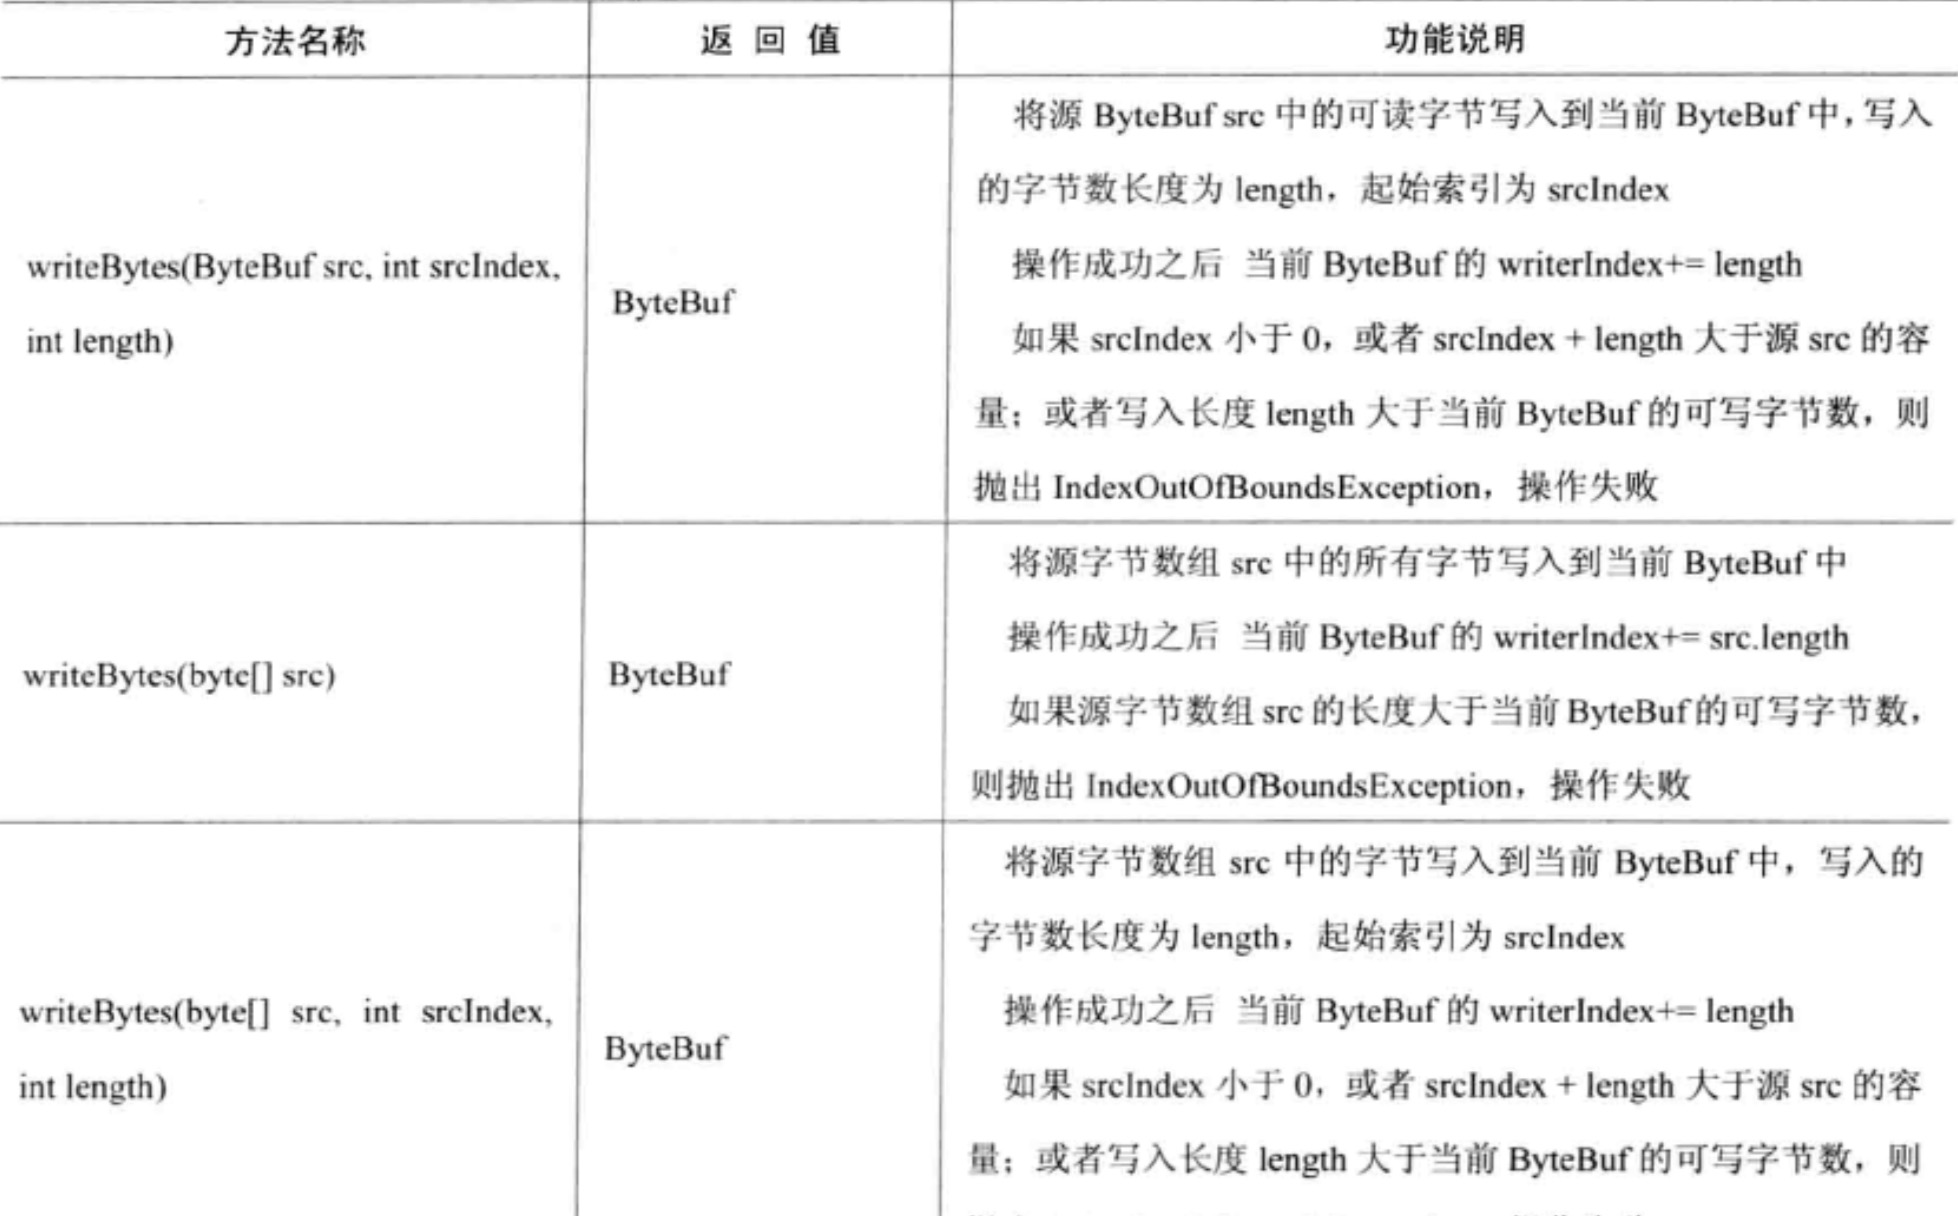 方法名称 返回值 功能说明
writeBytes(ByteBuf src, int srcIndex,
int length)
ByteBuf
将源 ByteBuf src 中的可读字节写入到当前 ByteBuf 中，写入
的字节数长度为 length，起始索引为 srcIndex
操作成功之后 当前 ByteBuf 的 writerIndex+= length
如果 srcIndex 小于 0，或者 srcIndex + length 大于源 src 的容
量；或者写入长度 length 大于当前 ByteBuf 的可写字节数，则
抛出 IndexOutOfBoundsException，操作失败
writeBytes(byte[] src)
ByteBuf
将源字节数组 src 中的所有字节写入到当前 ByteBuf 中
操作成功之后 当前 ByteBuf 的 writerIndex+= src.length
如果源字节数组 src 的长度大于当前 ByteBuf 的可写字节数，
则抛出 IndexOutOfBoundsException，操作失败
writeBytes(byte[] src, int srcIndex,
int length)
ByteBuf
将源字节数组 src 中的字节写入到当前 ByteBuf 中，写入的
字节数长度为 length，起始索引为 srcIndex
操作成功之后 当前 ByteBuf 的 writerIndex+= length
如果 srcIndex 小于 0，或者 srcIndex + length 大于源 src 的容
量；或者写入长度 length 大于当前 ByteBuf 的可写字节数，则